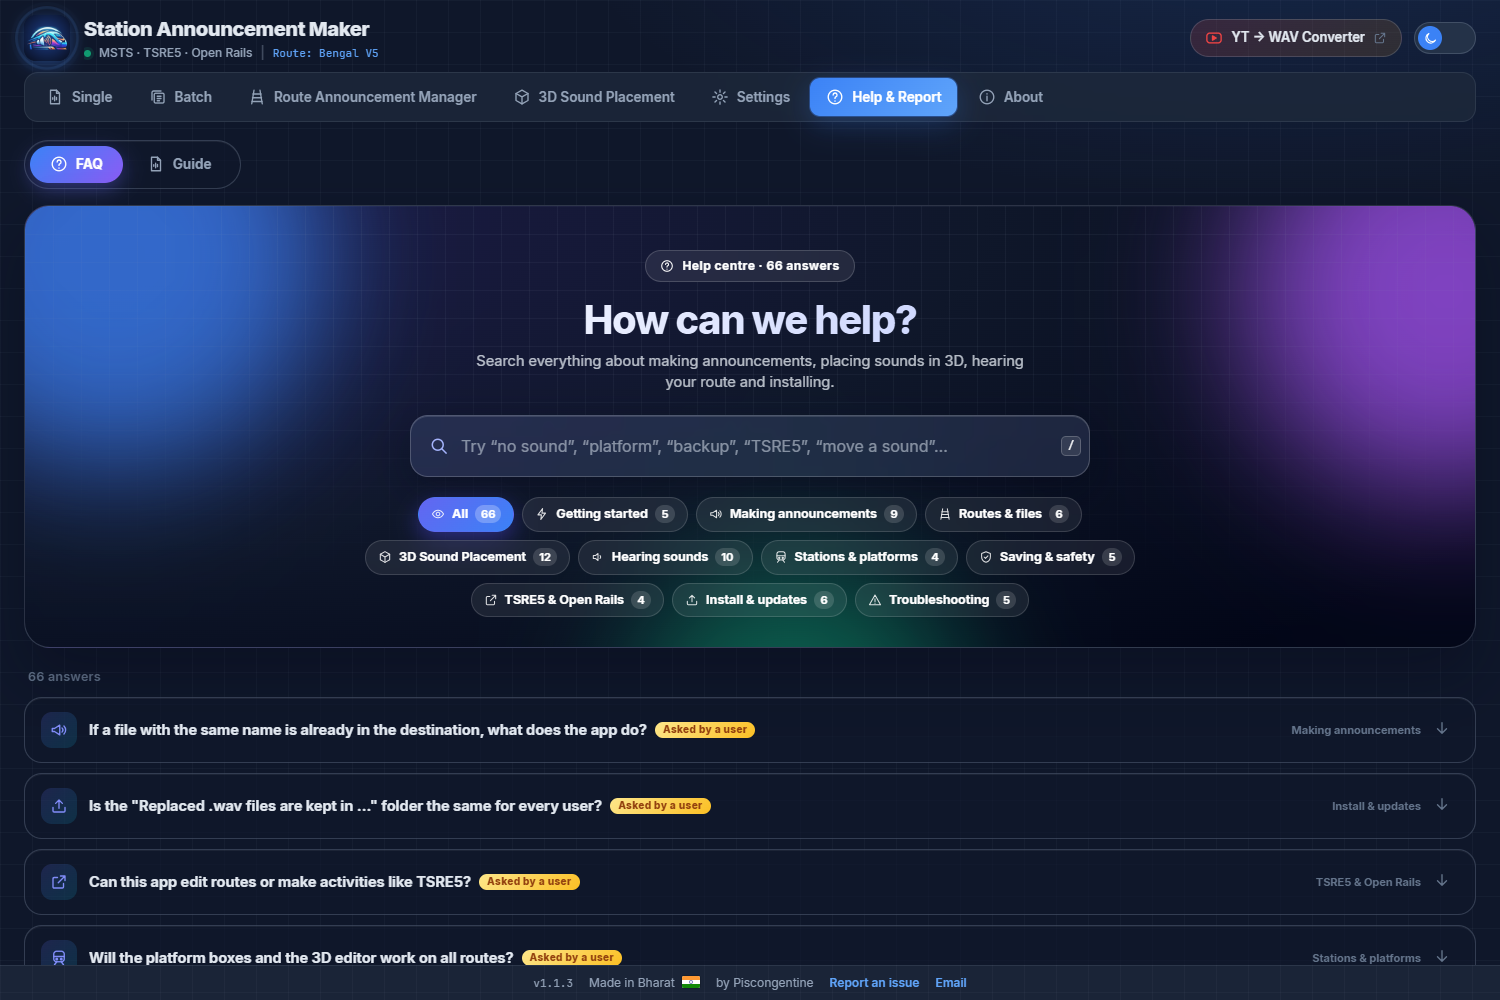 Station Announcement Maker
MSTS · TSRE5 · Open Rails | Route: Bengal V5
YT → WAV Converter
Single
Batch
Route Announcement Manager
3D Sound Placement
Settings
Help & Report
About
FAQ
Guide
Help centre · 66 answers
How can we help?
Search everything about making announcements, placing sounds in 3D, hearing
your route and installing.
Try “no sound”, “platform”, “backup”, “TSRE5”, “move a sound”...
/
All 66
Getting started 5
Making announcements 9
Routes & files 6
3D Sound Placement 12
Hearing sounds 10
Stations & platforms 4
Saving & safety 5
TSRE5 & Open Rails 4
Install & updates 6
Troubleshooting 5
66 answers
If a file with the same name is already in the destination, what does the app do? Asked by a user
Making announcements
Is the "Replaced .wav files are kept in ..." folder the same for every user? Asked by a user
Install & updates
Can this app edit routes or make activities like TSRE5? Asked by a user
TSRE5 & Open Rails
Will the platform boxes and the 3D editor work on all routes? Asked by a user
Stations & platforms
v1.1.3 Made in Bharat by Piscongentine Report an issue Email